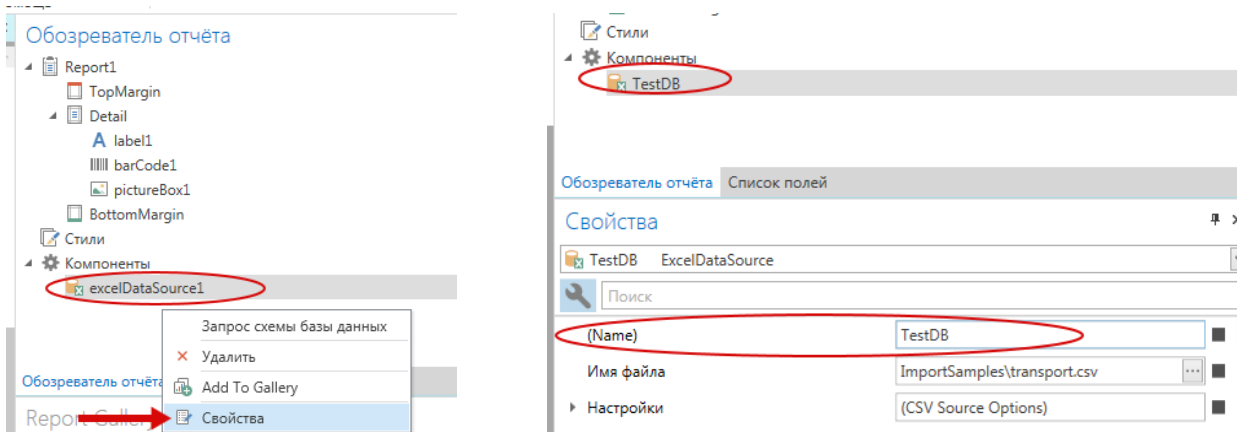 Обозреватель отчёта
Report1
TopMargin
Detail
label1
barCode1
pictureBox1
BottomMargin
Стили
Компоненты
excelDataSource1
Запрос схемы базы данных
Удалить
Обозреватель отчёта
Add To Gallery
Report Gallery
Свойства
Стили
Компоненты
TestDB
Обозреватель отчёта Список полей
Свойства
TestDB ExcelDataSource
Поиск
(Name) TestDB
Имя файла ImportSamples\transport.csv ...
Настройки (CSV Source Options)